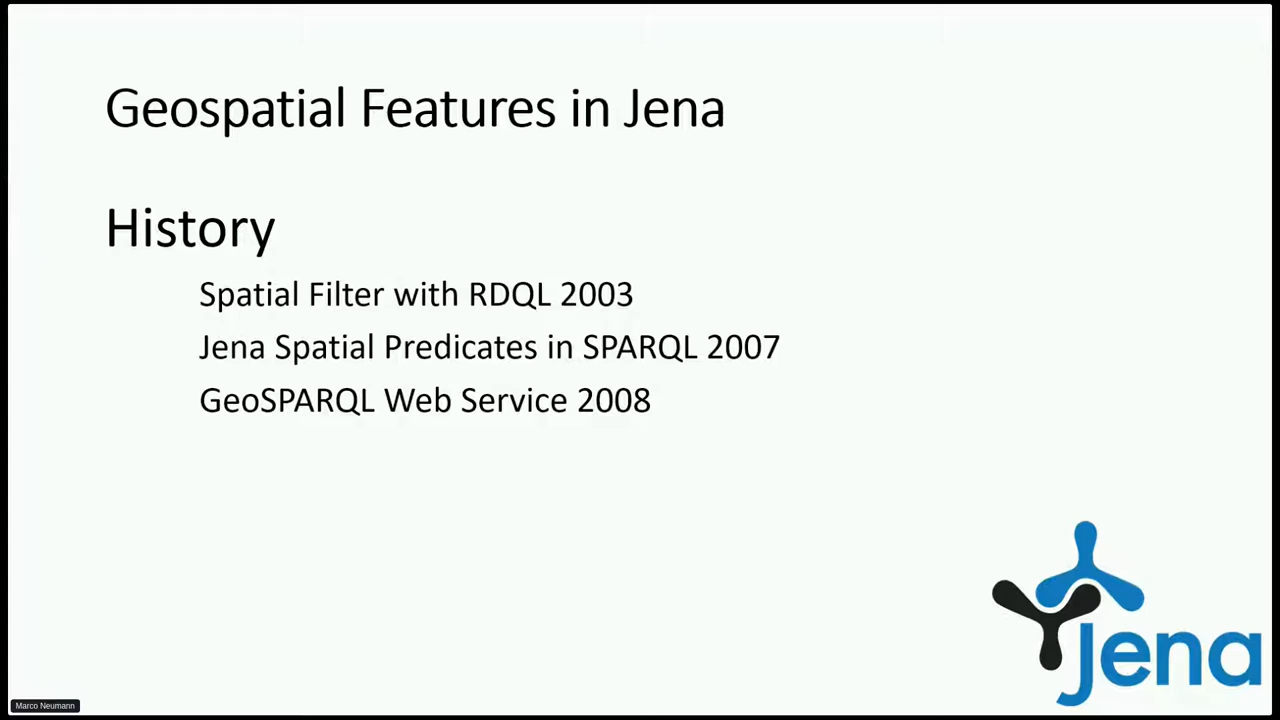 Geospatial Features in Jena
History
Spatial Filter with RDQL 2003
Jena Spatial Predicates in SPARQL 2007
GeoSPARQL Web Service 2008
Jena
Marco Neumann